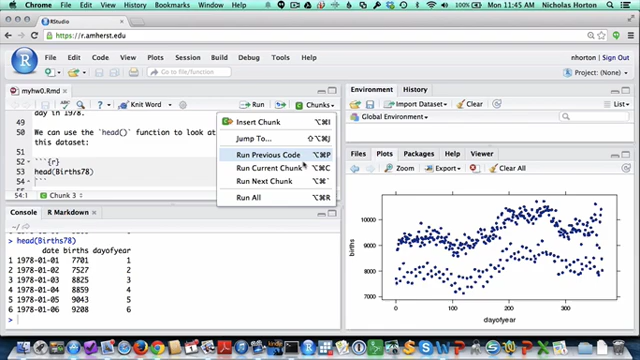 Chrome File Edit View History Bookmarks Window Help
Mon 11:45 AM Nicholas Horton
RStudio
https://r.amherst.edu
File Edit Code View Plots Session Build Debug Tools Help
nhorton | Sign Out
Go to file/function
Project: (None)
myhw0.Rmd
Knit Word
Run
Chunks
day in 1978.
49
50 We can use the `head()` function to look at
this dataset:
51
52 ```{r}
53 head(Births78)
54 ```
Chunk 3
Insert Chunk ⌥⌘I
Jump To... ⇧⌥⌘J
Run Previous Code ⌥⌘P
Run Current Chunk ⌥⌘C
Run Next Chunk
Run All ⌥⌘R
Console R Markdown
~/
> head(Births78)
date births dayofyear
1 1978-01-01 7701 1
2 1978-01-02 7527 2
3 1978-01-03 8825 3
4 1978-01-04 8859 4
5 1978-01-05 9043 5
6 1978-01-06 9208 6
>
Environment History
Import Dataset Clear
Global Environment
Files Plots Packages Help Viewer
Zoom Export Clear All
births
10000
9000
8000
7000
0 100 200 300
dayofyear